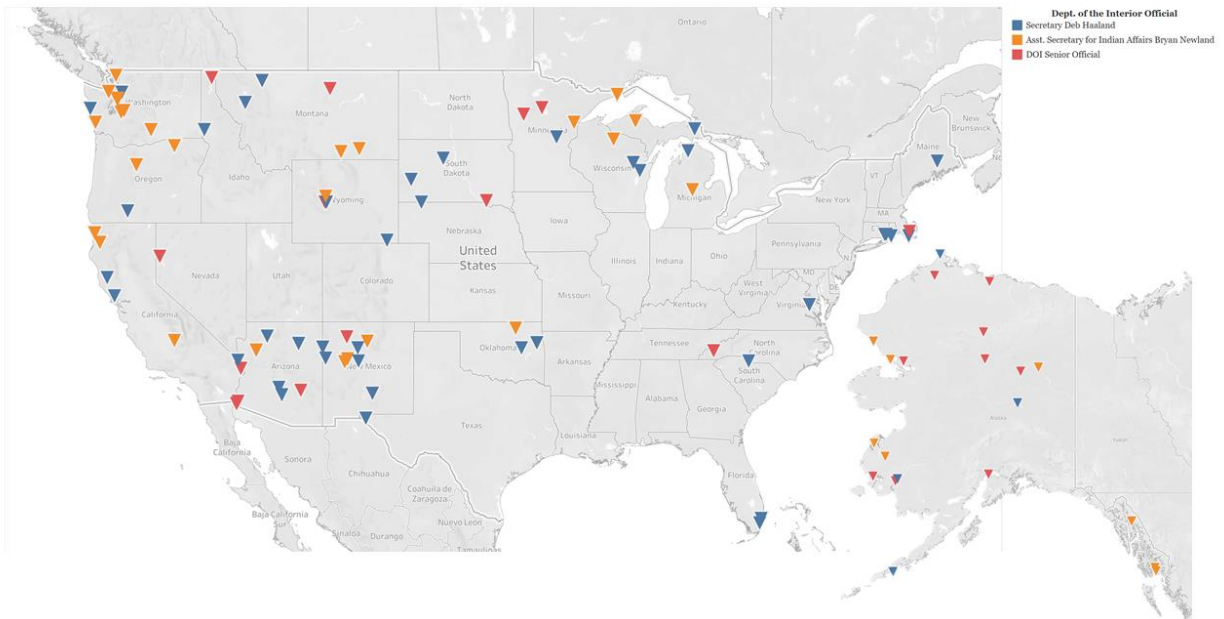 Dept. of the Interior Official
Secretary Deb Haaland
Asst. Secretary for Indian Affairs Bryan Newland
DOI Senior Official
Ontario
Washington
Montana
North
Dakota
Minnesota
New
Brunswick
Maine
Oregon
Idaho
Wyoming
South
Dakota
Wisconsin
Michigan
VT
New York
MA
Iowa
Nebraska
United
States
Nevada
Utah
Colorado
Kansas
Illinois
Indiana
Ohio
Pennsylvania
NJ
MD
DE
West
Virginia
Virginia
Missouri
Kentucky
California
Arizona
New Mexico
Oklahoma
Arkansas
Tennessee
North
Carolina
South
Carolina
Mississippi
Alabama
Georgia
Texas
Louisiana
Florida
Baja
California
Sonora
Chihuahua
Coahuila de
Zaragoza
Baja California
Sur
Sinaloa
Durango
Nuevo León
Tamaulipas
Alaska
Yukon